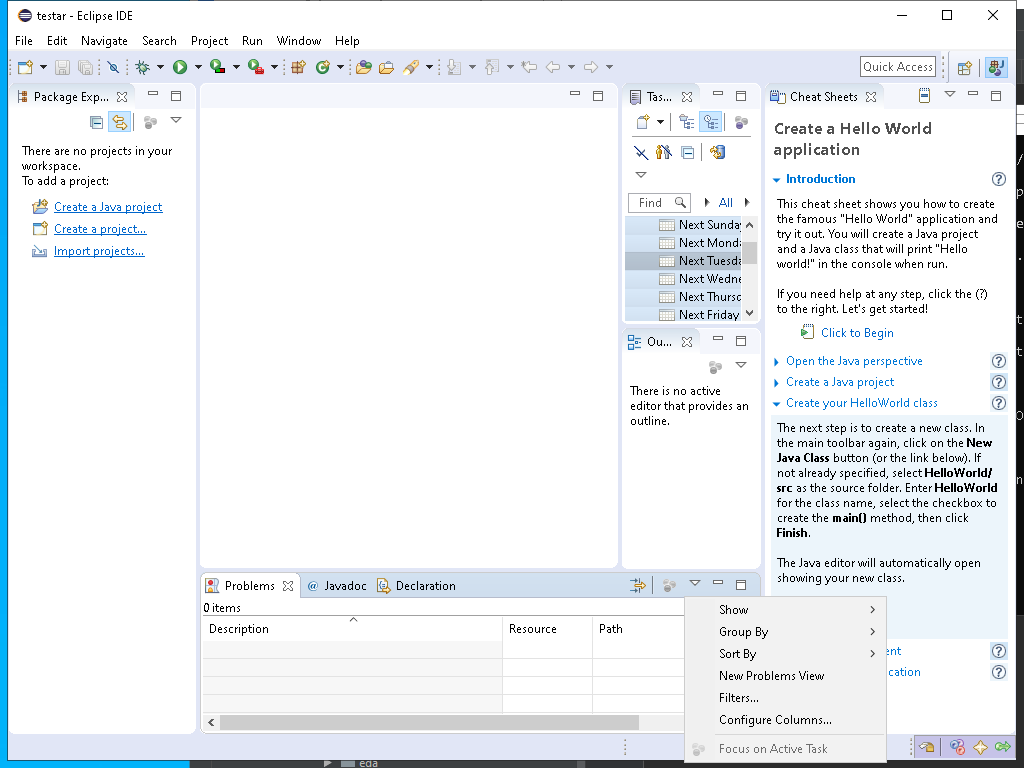 testar - Eclipse IDE
File Edit Navigate Search Project Run Window Help
Quick Access
Package Exp...
There are no projects in your
workspace.
To add a project:
Create a Java project
Create a project...
Import projects...
Tas...
Find
All
Next Sunday
Next Monda
Next Tuesda
Next Wedne
Next Thursd
Next Friday
Ou...
There is no active
editor that provides an
outline.
Cheat Sheets
Create a Hello World
application
Introduction
This cheat sheet shows you how to create
the famous "Hello World" application and
try it out. You will create a Java project
and a Java class that will print "Hello
world!" in the console when run.
If you need help at any step, click the (?)
to the right. Let's get started!
Click to Begin
Open the Java perspective
Create a Java project
Create your HelloWorld class
The next step is to create a new class. In
the main toolbar again, click on the New
Java Class button (or the link below). If
not already specified, select HelloWorld/
src as the source folder. Enter HelloWorld
for the class name, select the checkbox to
create the main() method, then click
Finish.
The Java editor will automatically open
showing your new class.
ent
cation
Problems @ Javadoc Declaration
0 items
Description Resource Path
Show
Group By
Sort By
New Problems View
Filters...
Configure Columns...
Focus on Active Task
eda